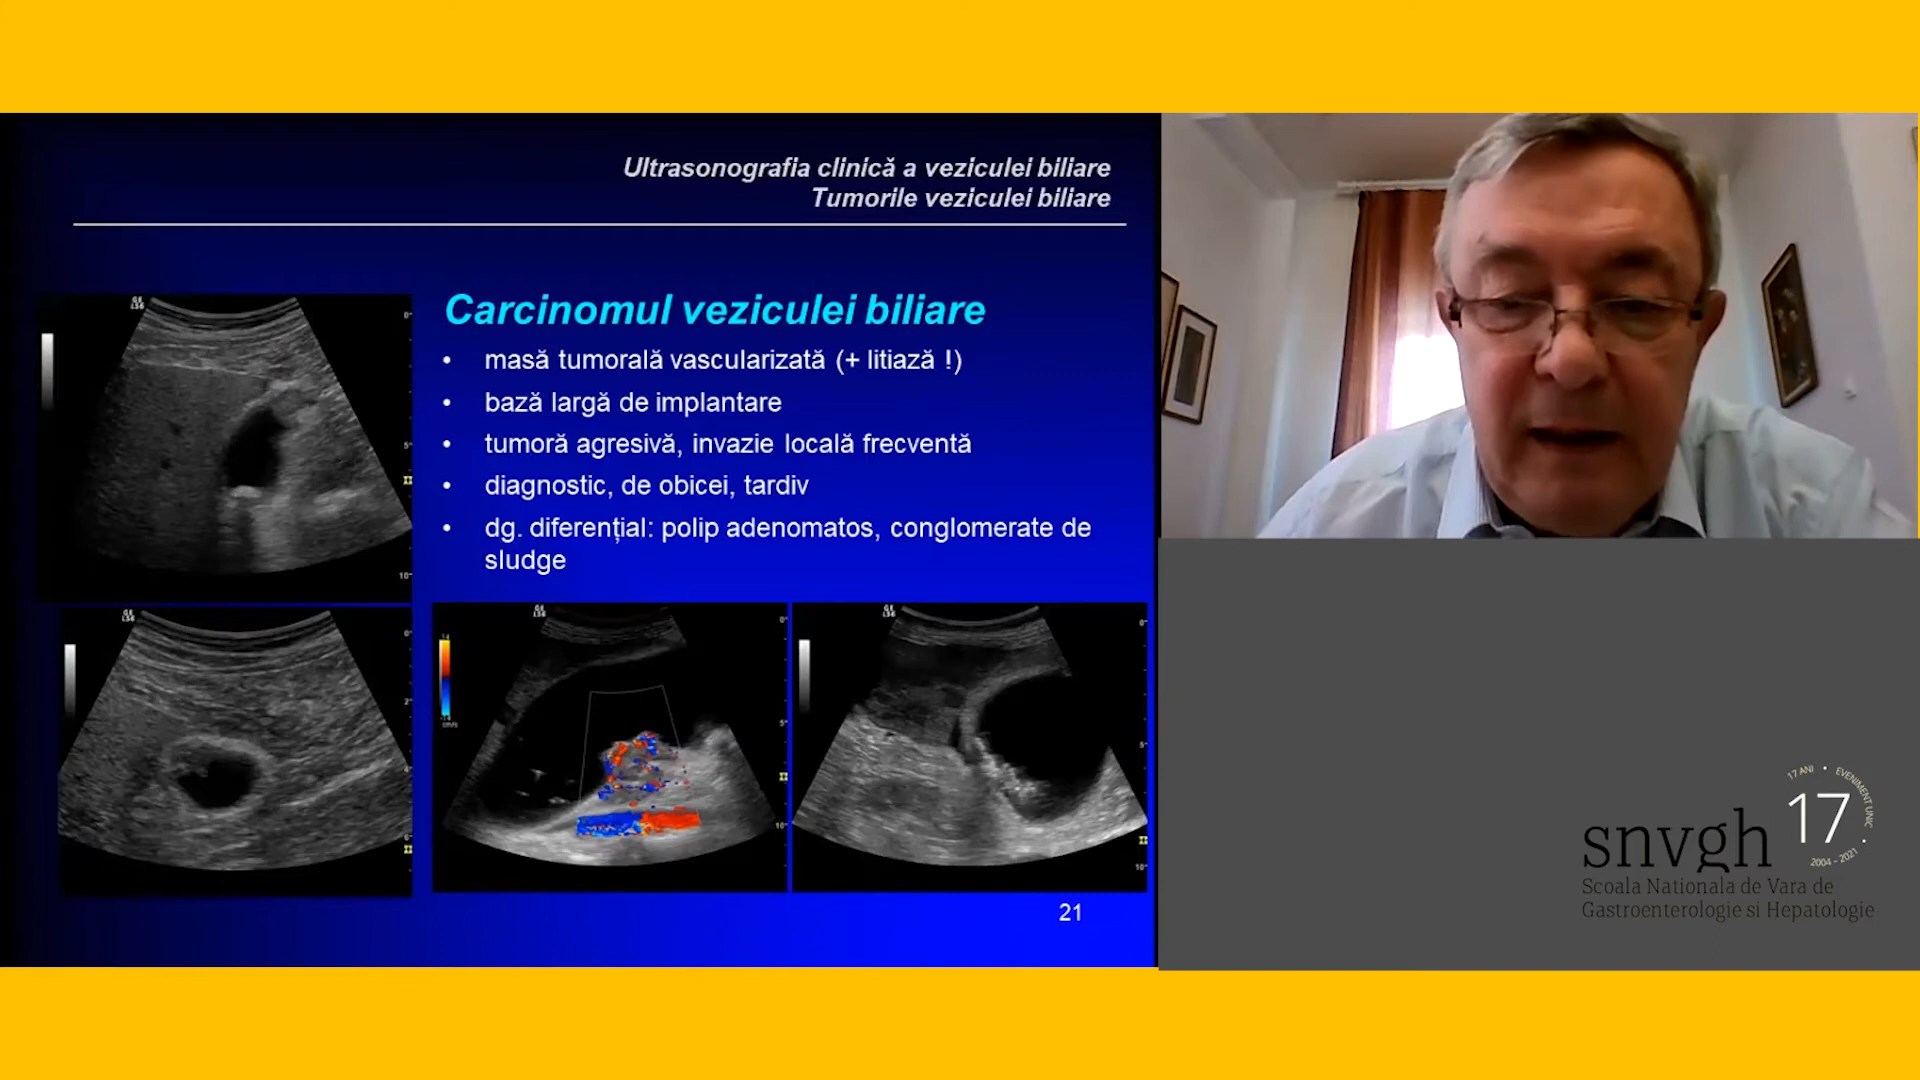 Ultrasonografia clinică a veziculei biliare
Tumorile veziculei biliare
Carcinomul veziculei biliare
• masă tumorală vascularizată (+ litiază !)
• bază largă de implantare
• tumoră agresivă, invazie locală frecventă
• diagnostic, de obicei, tardiv
• dg. diferențial: polip adenomatos, conglomerate de
sludge
21
17 ANI • EVENIMENT UNIC •
17
2004 - 2021
snvgh
Scoala Nationala de Vara de
Gastroenterologie si Hepatologie